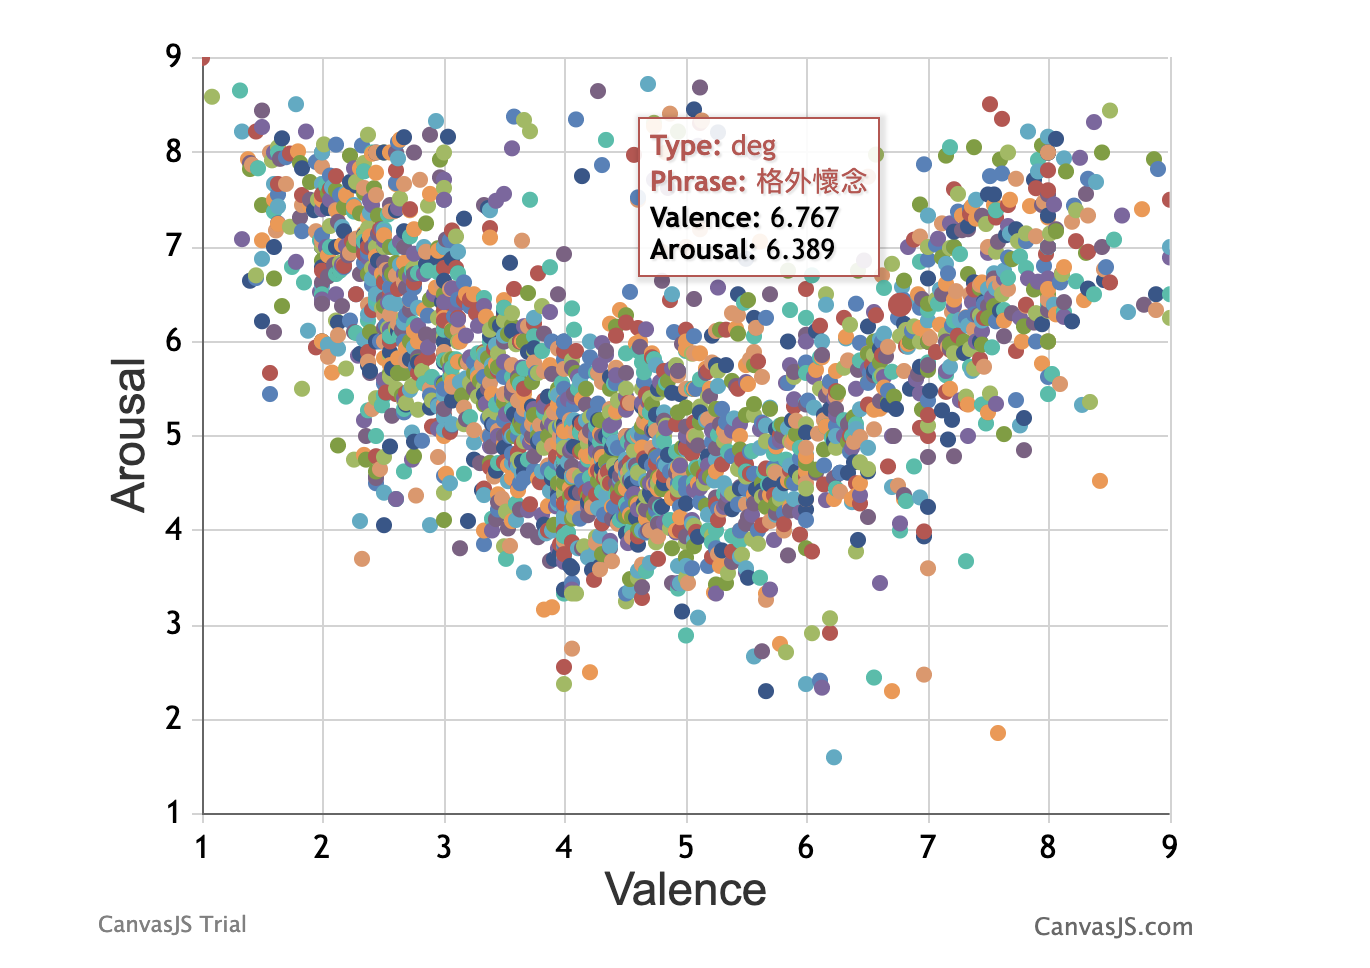 9
8
7
6
5
4
3
2
1
Arousal
Type: deg
Phrase: 格外懷念
Valence: 6.767
Arousal: 6.389
1 2 3 4 5 6 7 8 9
Valence
CanvasJS Trial
CanvasJS.com